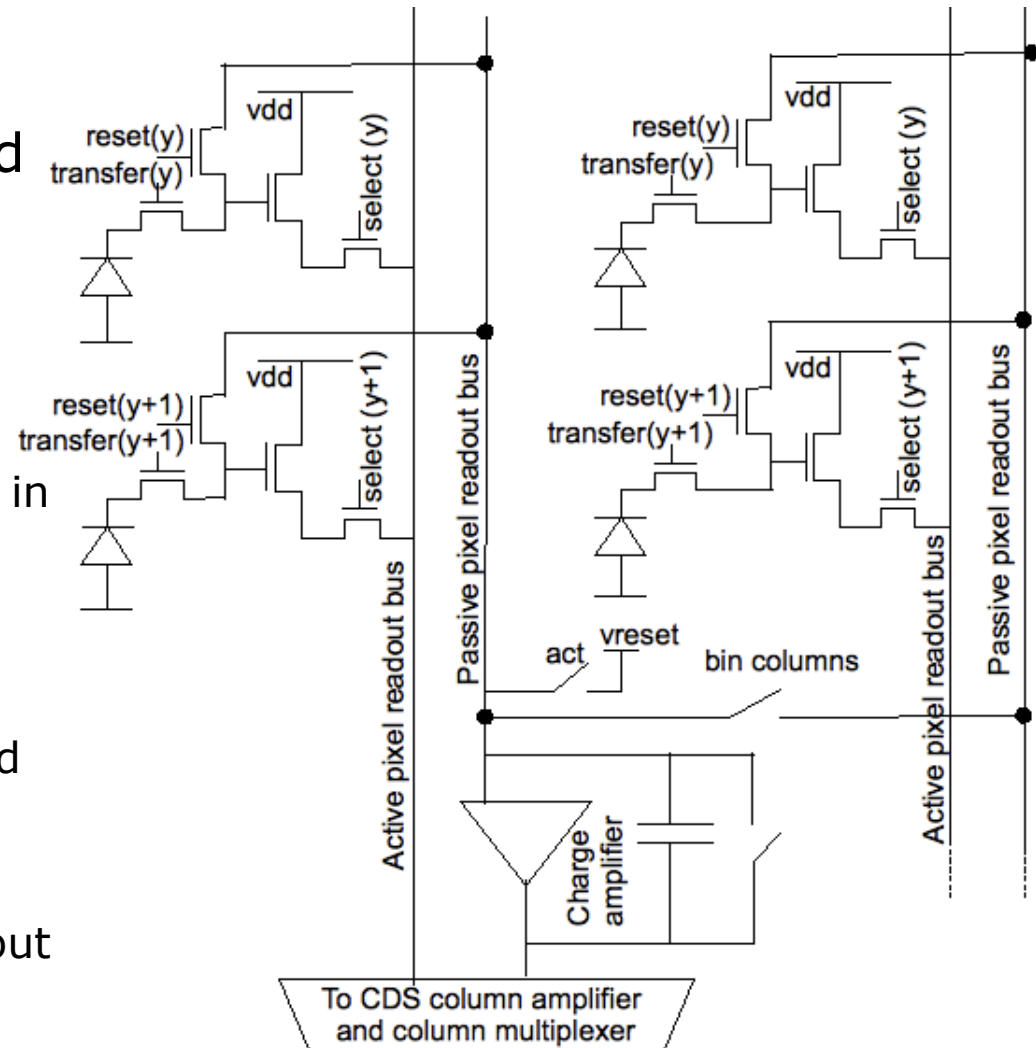 d
in
d
out
vdd
reset(y)
transfer(y)
select (y)
vdd
reset(y)
transfer(y)
select (y)
vdd
reset(y+1)
transfer(y+1)
select (y+1)
vdd
reset(y+1)
transfer(y+1)
select (y+1)
Active pixel readout bus
Passive pixel readout bus
act
vreset
bin columns
Active pixel readout bus
Passive pixel readout bus
Charge
amplifier
To CDS column amplifier
and column multiplexer